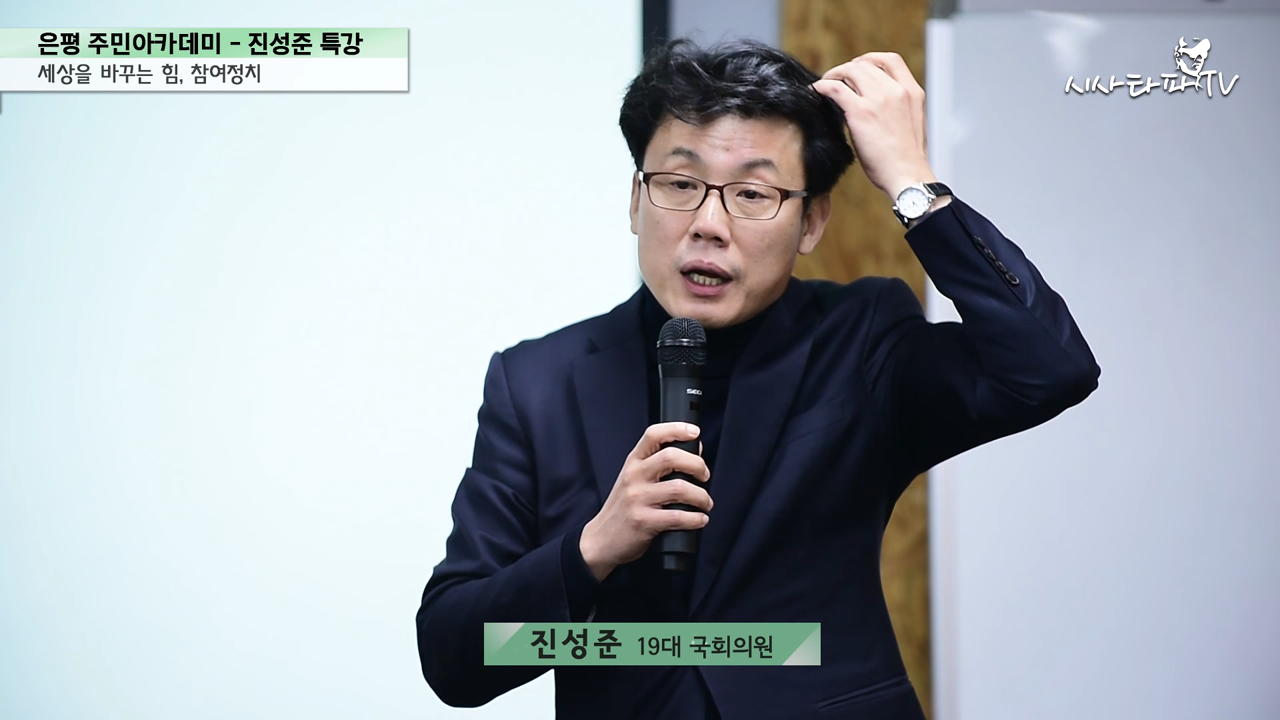 은평 주민아카데미 - 진성준 특강
세상을 바꾸는 힘, 참여정치
시사타파TV
진성준 19대 국회의원